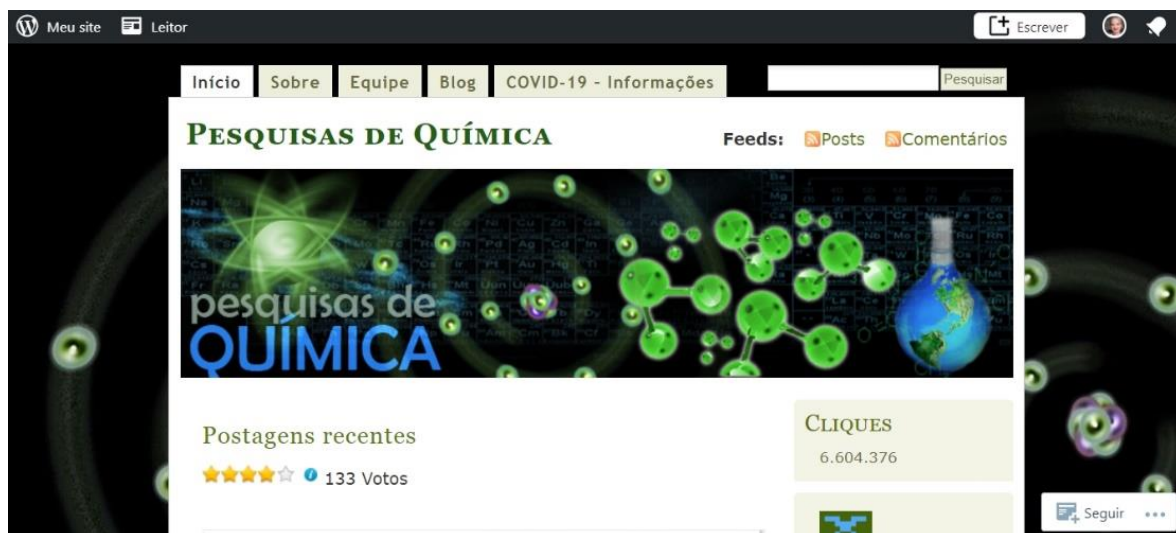 Meu site Leitor Escrever
Início Sobre Equipe Blog COVID-19 - Informações Pesquisar
PESQUISAS DE QUÍMICA Feeds: Posts Comentários
pesquisas de
QUÍMICA
Postagens recentes
133 Votos
CLIQUES
6.604.376
Seguir